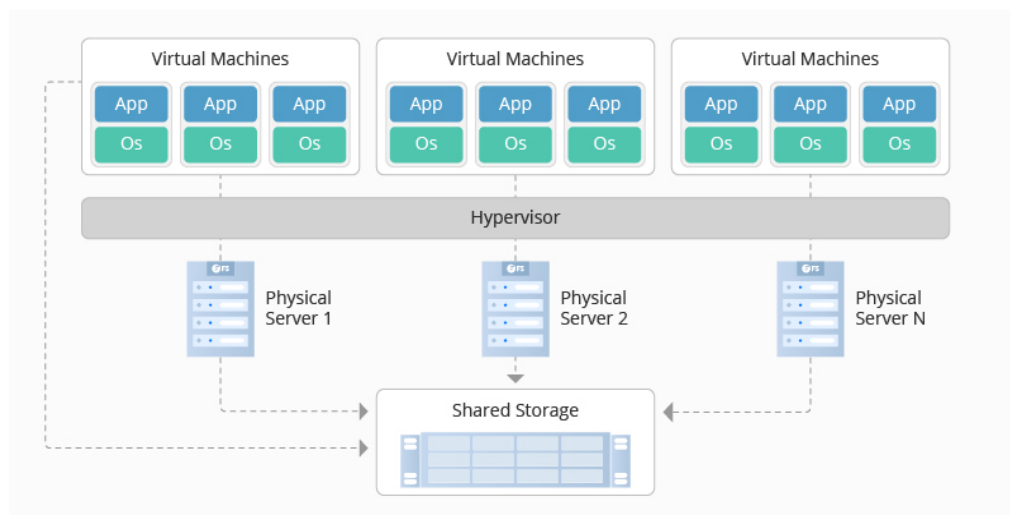 Virtual Machines
Virtual Machines
Virtual Machines
App App App
App App App
App App App
Os Os Os
Os Os Os
Os Os Os
Hypervisor
FS
FS
FS
Physical
Server 1
Physical
Server 2
Physical
Server N
Shared Storage